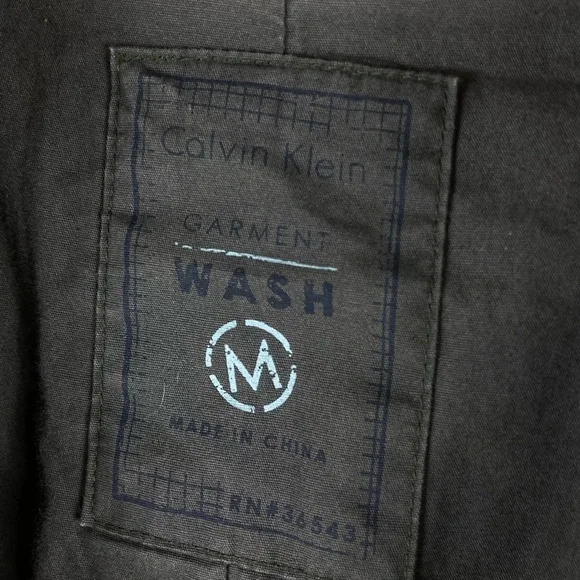 Calvin Klein
GARMENT
WASH
M
MADE IN CHINA
RN#36543